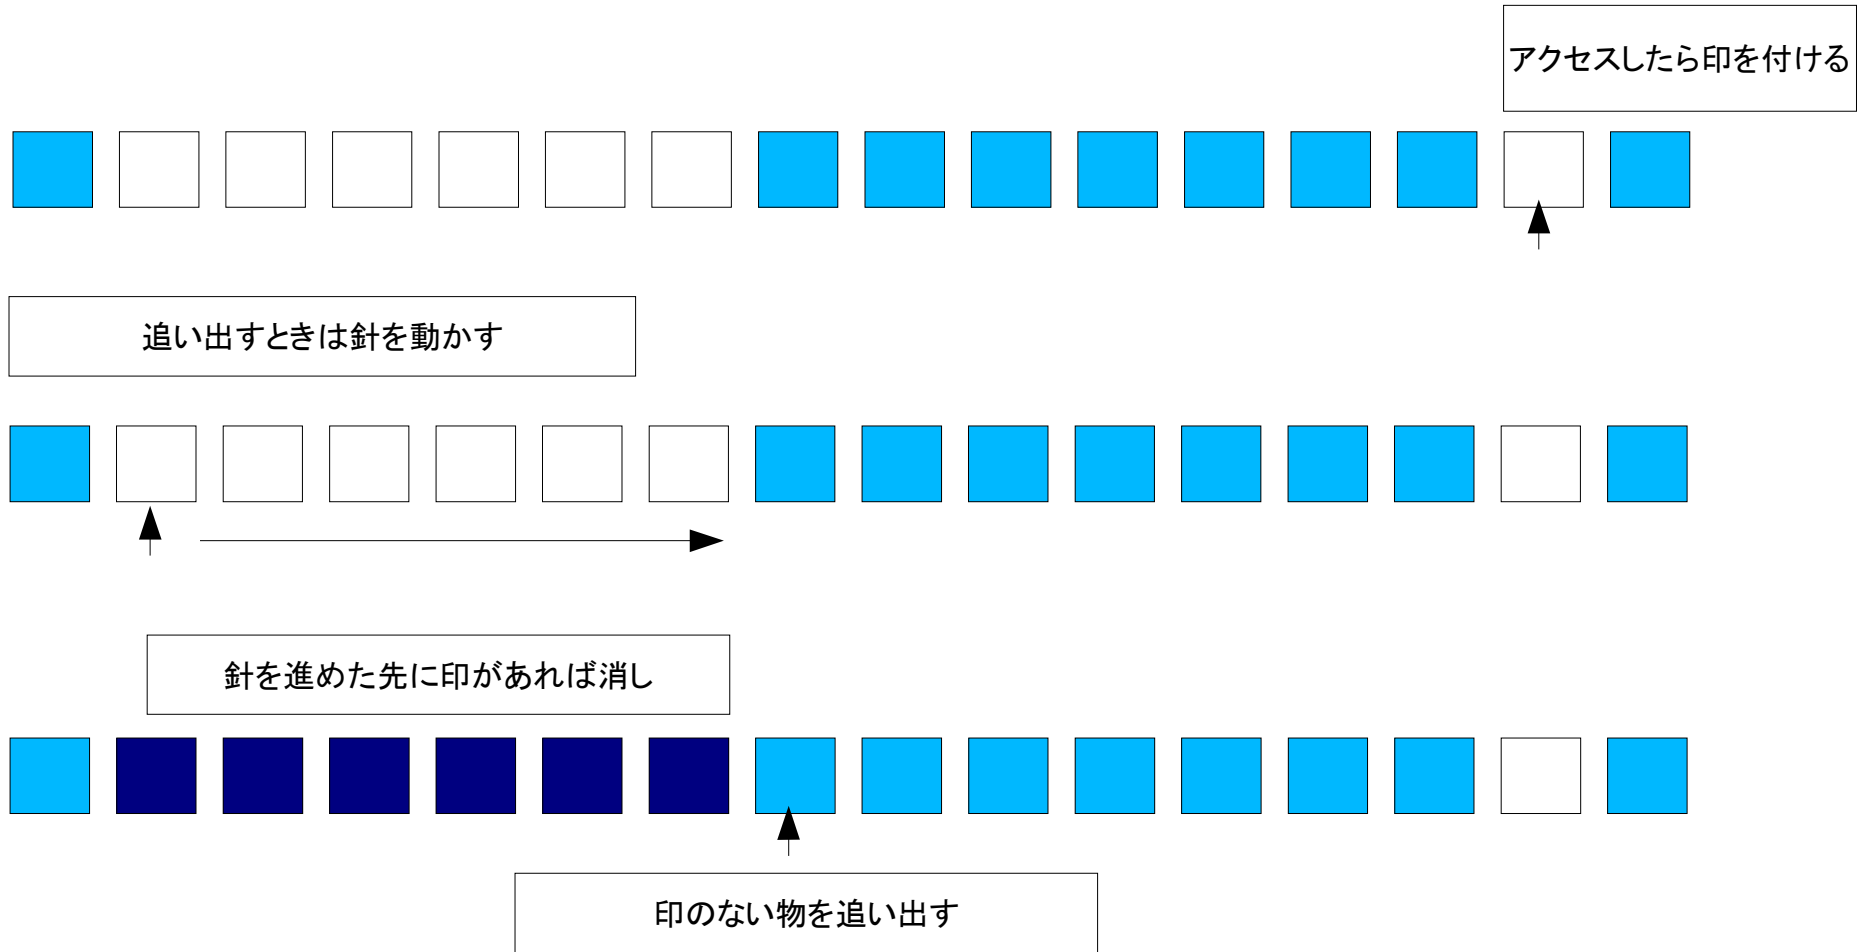 アクセスしたら印を付ける
追い出すときは針を動かす
針を進めた先に印があれば消し
印のない物を追い出す